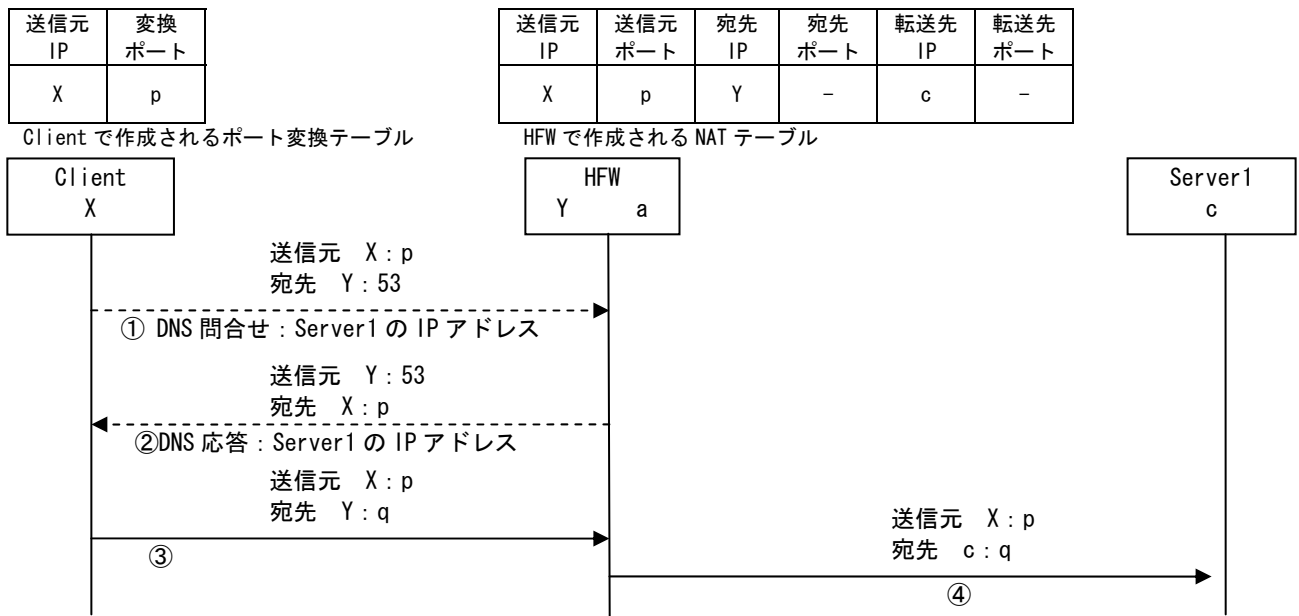 送信元 IP 変換 ポート
X p
Client で作成されるポート変換テーブル
送信元 IP 送信元 ポート 宛先 IP 宛先 ポート 転送先 IP 転送先 ポート
X p Y － c －
HFW で作成される NAT テーブル
Client
X
HFW
Y a
Server1
c
送信元 X：p
宛先 Y：53
① DNS 問合せ：Server1 の IP アドレス
送信元 Y：53
宛先 X：p
②DNS 応答：Server1 の IP アドレス
送信元 X：p
宛先 Y：q
③
送信元 X：p
宛先 c：q
④